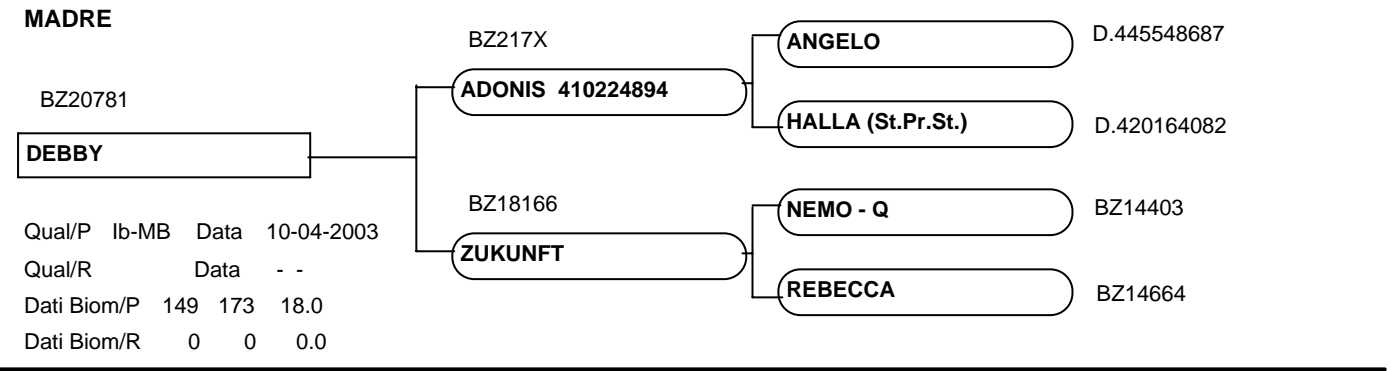 MADRE
BZ20781
DEBBY
Qual/P Ib-MB Data 10-04-2003
Qual/R Data - -
Dati Biom/P 149 173 18.0
Dati Biom/R 0 0 0.0
BZ217X
ADONIS 410224894
BZ18166
ZUKUNFT
ANGELO D.445548687
HALLA (St.Pr.St.) D.420164082
NEMO - Q BZ14403
REBECCA BZ14664